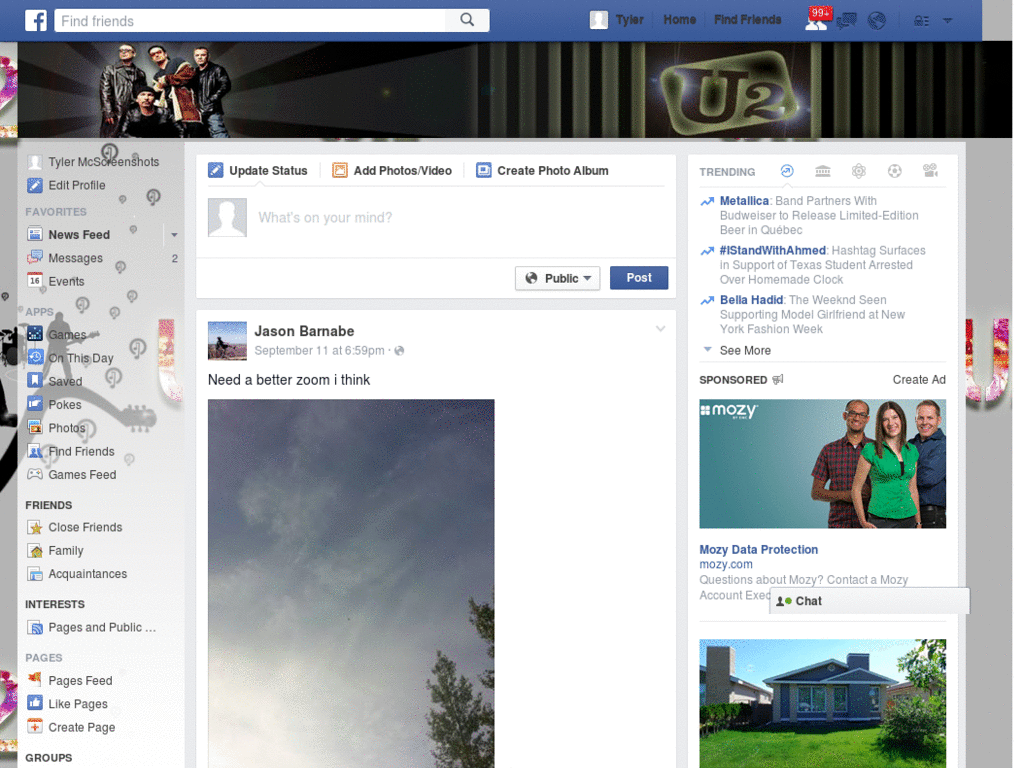 Find friends
Tyler
Home
Find Friends
99+
U2
Tyler McScreenshots
Edit Profile
FAVORITES
News Feed
Messages 2
16 Events
APPS
Games
On This Day
Saved
Pokes
Photos
Find Friends
Games Feed
FRIENDS
Close Friends
Family
Acquaintances
INTERESTS
Pages and Public ...
PAGES
Pages Feed
Like Pages
Create Page
GROUPS
Update Status
Add Photos/Video
Create Photo Album
What's on your mind?
Public
Post
Jason Barnabe
September 11 at 6:59pm ·
Need a better zoom i think
TRENDING
Metallica: Band Partners With
Budweiser to Release Limited-Edition
Beer in Québec
#IStandWithAhmed: Hashtag Surfaces
in Support of Texas Student Arrested
Over Homemade Clock
Bella Hadid: The Weeknd Seen
Supporting Model Girlfriend at New
York Fashion Week
See More
SPONSORED
Create Ad
mozy
Mozy Data Protection
mozy.com
Questions about Mozy? Contact a Mozy
Account Exec
Chat